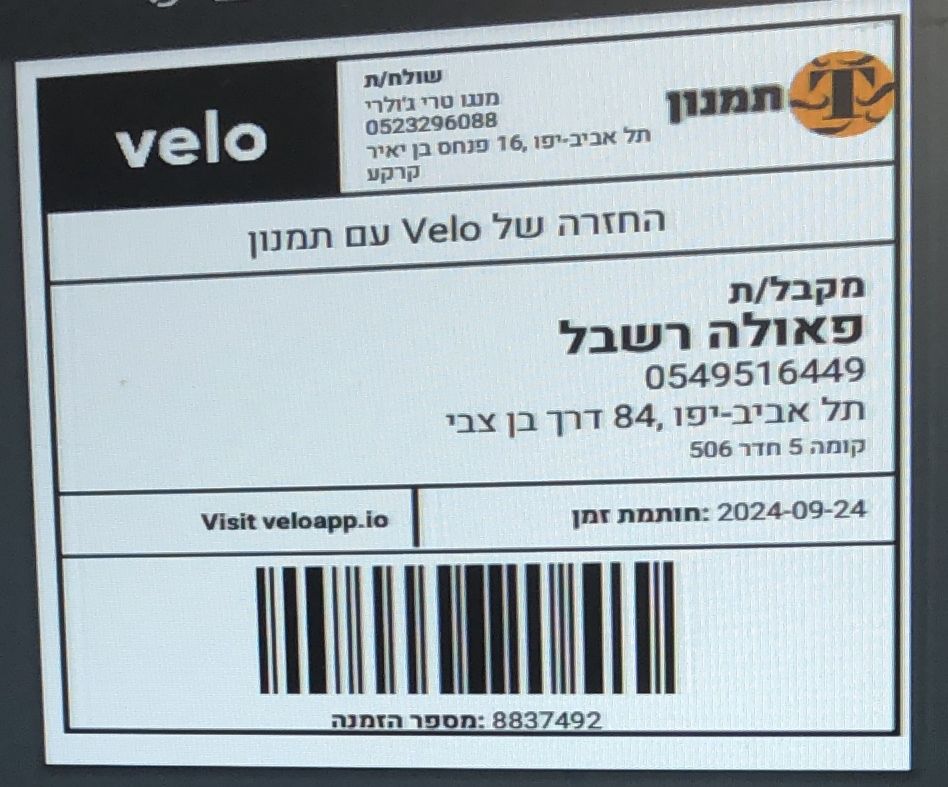 velo
שולח/ת
מנגו טרי ג'ולרי
0523296088
תל אביב-יפו ,16 פנחס בן יאיר
קרקע
תמנון
T
החזרה של Velo עם תמנון
מקבל/ת
פאולה רשבל
0549516449
תל אביב-יפו ,84 דרך בן צבי
קומה 5 חדר 506
Visit veloapp.io
חותמת זמן: 2024-09-24
מספר הזמנה: 8837492